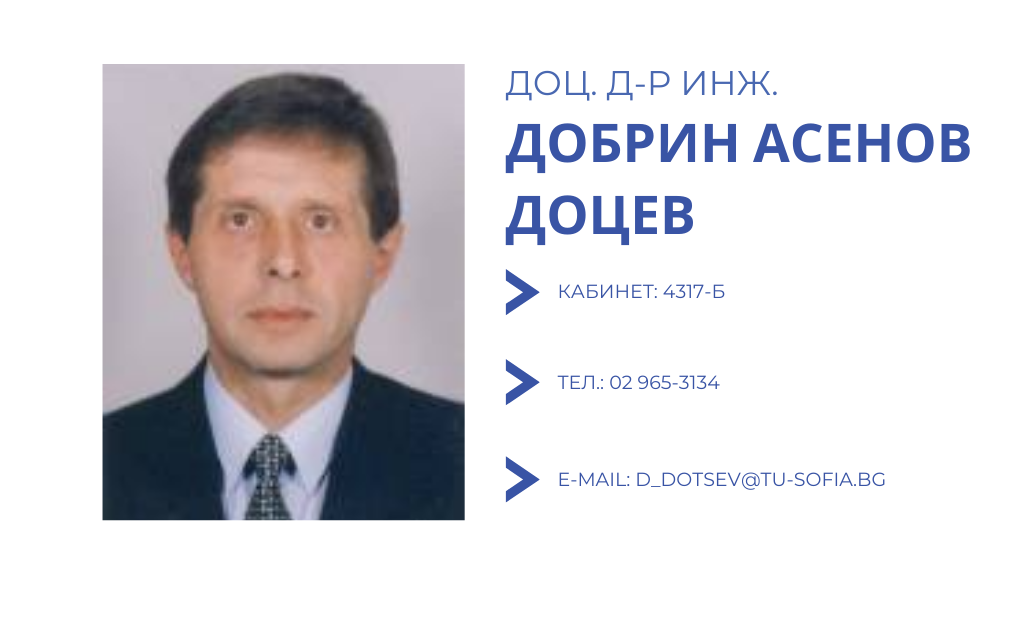 ДОЦ. Д-Р ИНЖ.
ДОБРИН АСЕНОВ
ДОЦЕВ
КАБИНЕТ: 4317-Б
ТЕЛ.: 02 965-3134
E-MAIL: D_DOTSEV@TU-SOFIA.BG